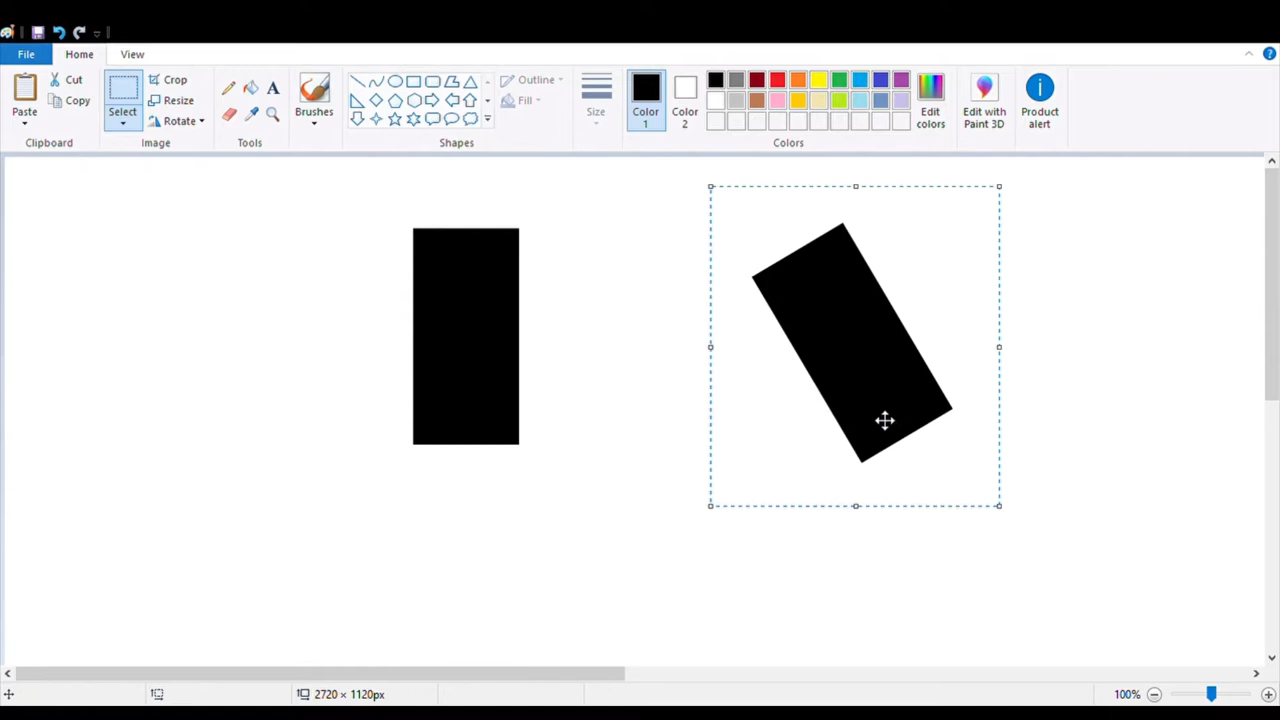 File Home View
Paste
Cut
Copy
Clipboard
Select
Crop
Resize
Rotate
Image
Tools
Brushes
Shapes
Outline
Fill
Size
Color 1
Color 2
Edit colors
Colors
Edit with Paint 3D
Product alert
2720 × 1120px
100%